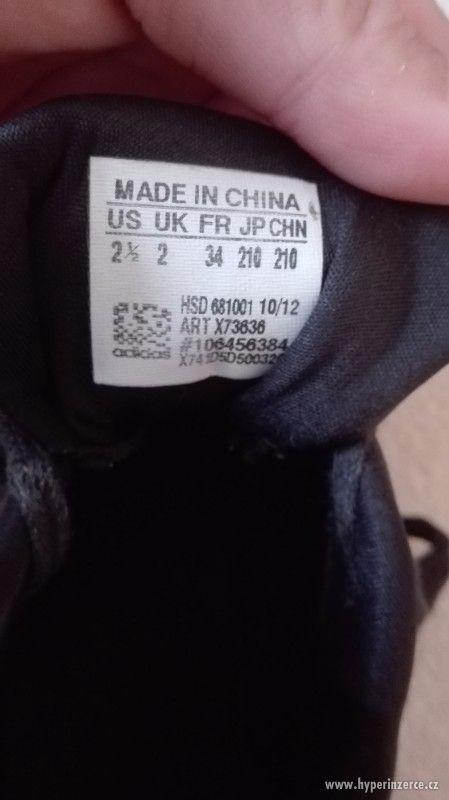 MADE IN CHINA
US UK FR JP CHN
2½ 2 34 210 210
HSD 681001 10/12
ART X73636
#106456384
adidas
www.hyperinzerce.cz